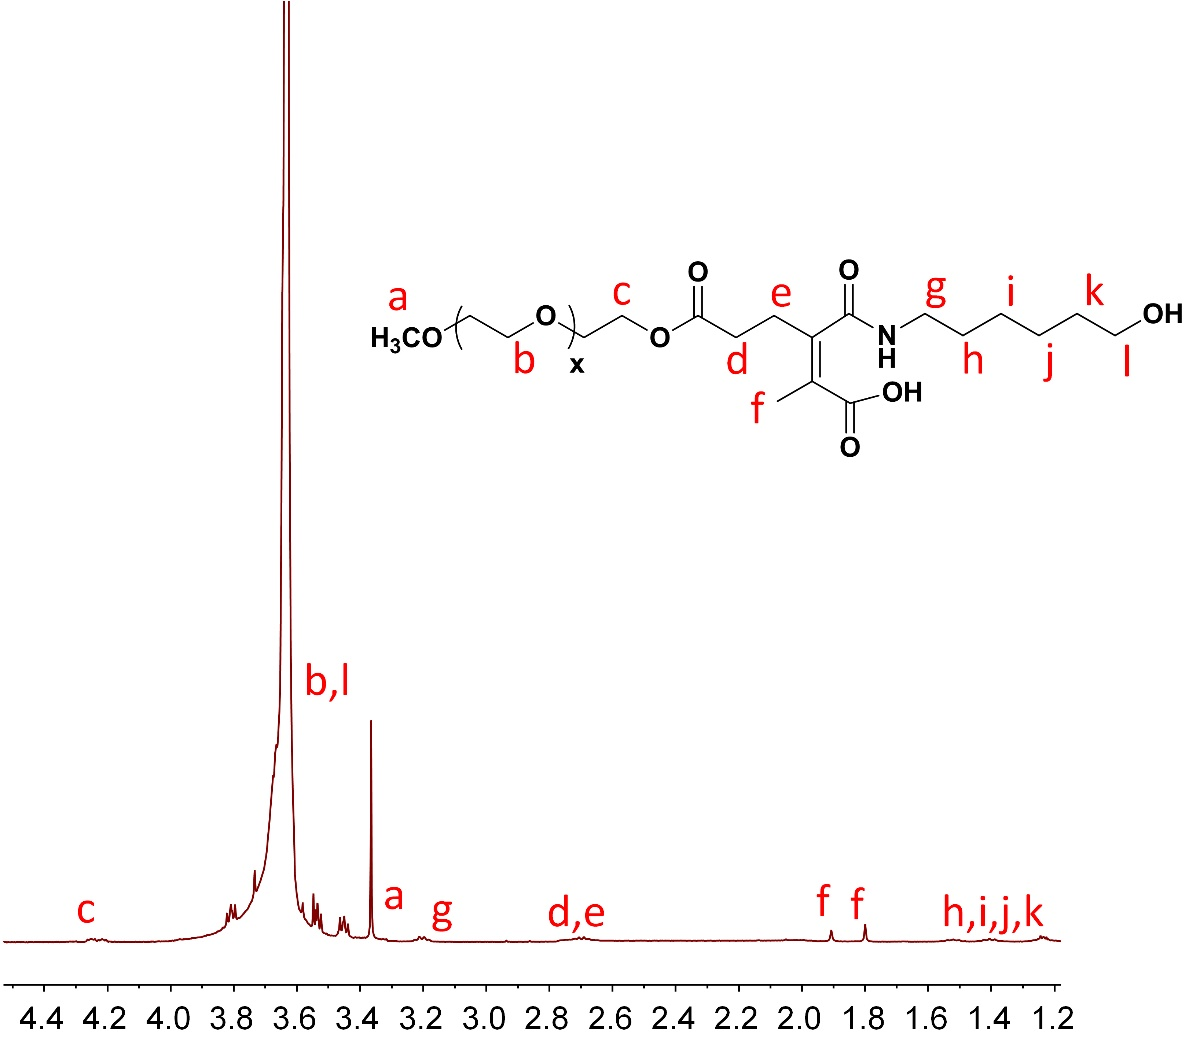 O O
a c e g i k
H₃CO ( O ) O N OH
b x d H h j l
f OH
O
b,l
c a g d,e f f h,i,j,k
4.4 4.2 4.0 3.8 3.6 3.4 3.2 3.0 2.8 2.6 2.4 2.2 2.0 1.8 1.6 1.4 1.2